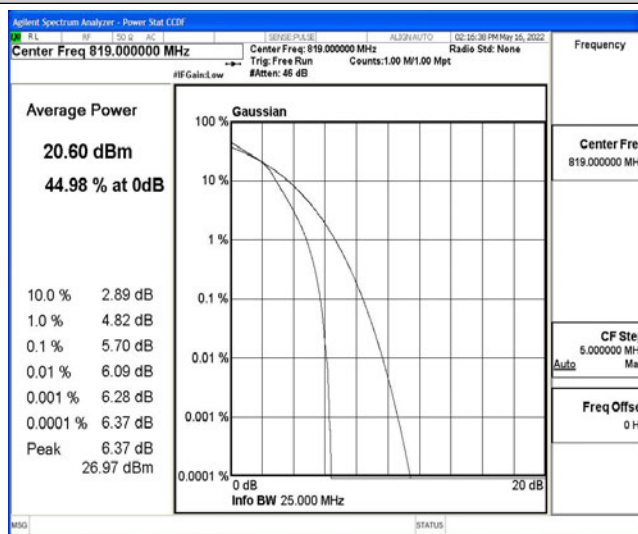 Agilent Spectrum Analyzer - Power Stat CCDF
RL RF 50 Ω AC SENSE:PULSE ALIGN AUTO 02:16:38 PM May 16, 2022
Center Freq 819.000000 MHz
Center Freq: 819.000000 MHz Radio Std: None
Trig: Free Run Counts:1.00 M/1.00 Mpt
#IFGain:Low #Atten: 46 dB
Frequency
Average Power
20.60 dBm
44.98 % at 0dB
10.0 % 2.89 dB
1.0 % 4.82 dB
0.1 % 5.70 dB
0.01 % 6.09 dB
0.001 % 6.28 dB
0.0001 % 6.37 dB
Peak 6.37 dB
26.97 dBm
Gaussian
100 %
10 %
1 %
0.1 %
0.01 %
0.001 %
0.0001 %
0 dB 20 dB
Info BW 25.000 MHz
Center Fre
819.000000 MH
CF Ste
5.000000 MH
Auto Ma
Freq Offse
0 H
MSG STATUS